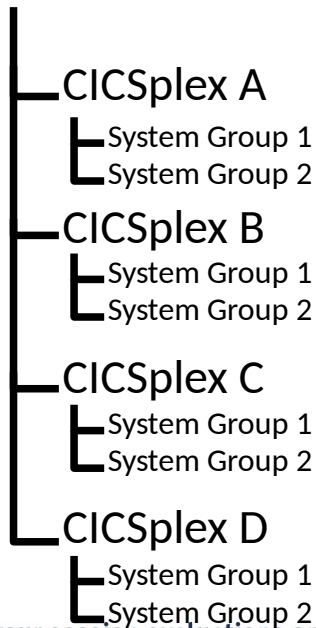 CICSplex A
System Group 1
System Group 2
CICSplex B
System Group 1
System Group 2
CICSplex C
System Group 1
System Group 2
CICSplex D
System Group 1
System Group 2